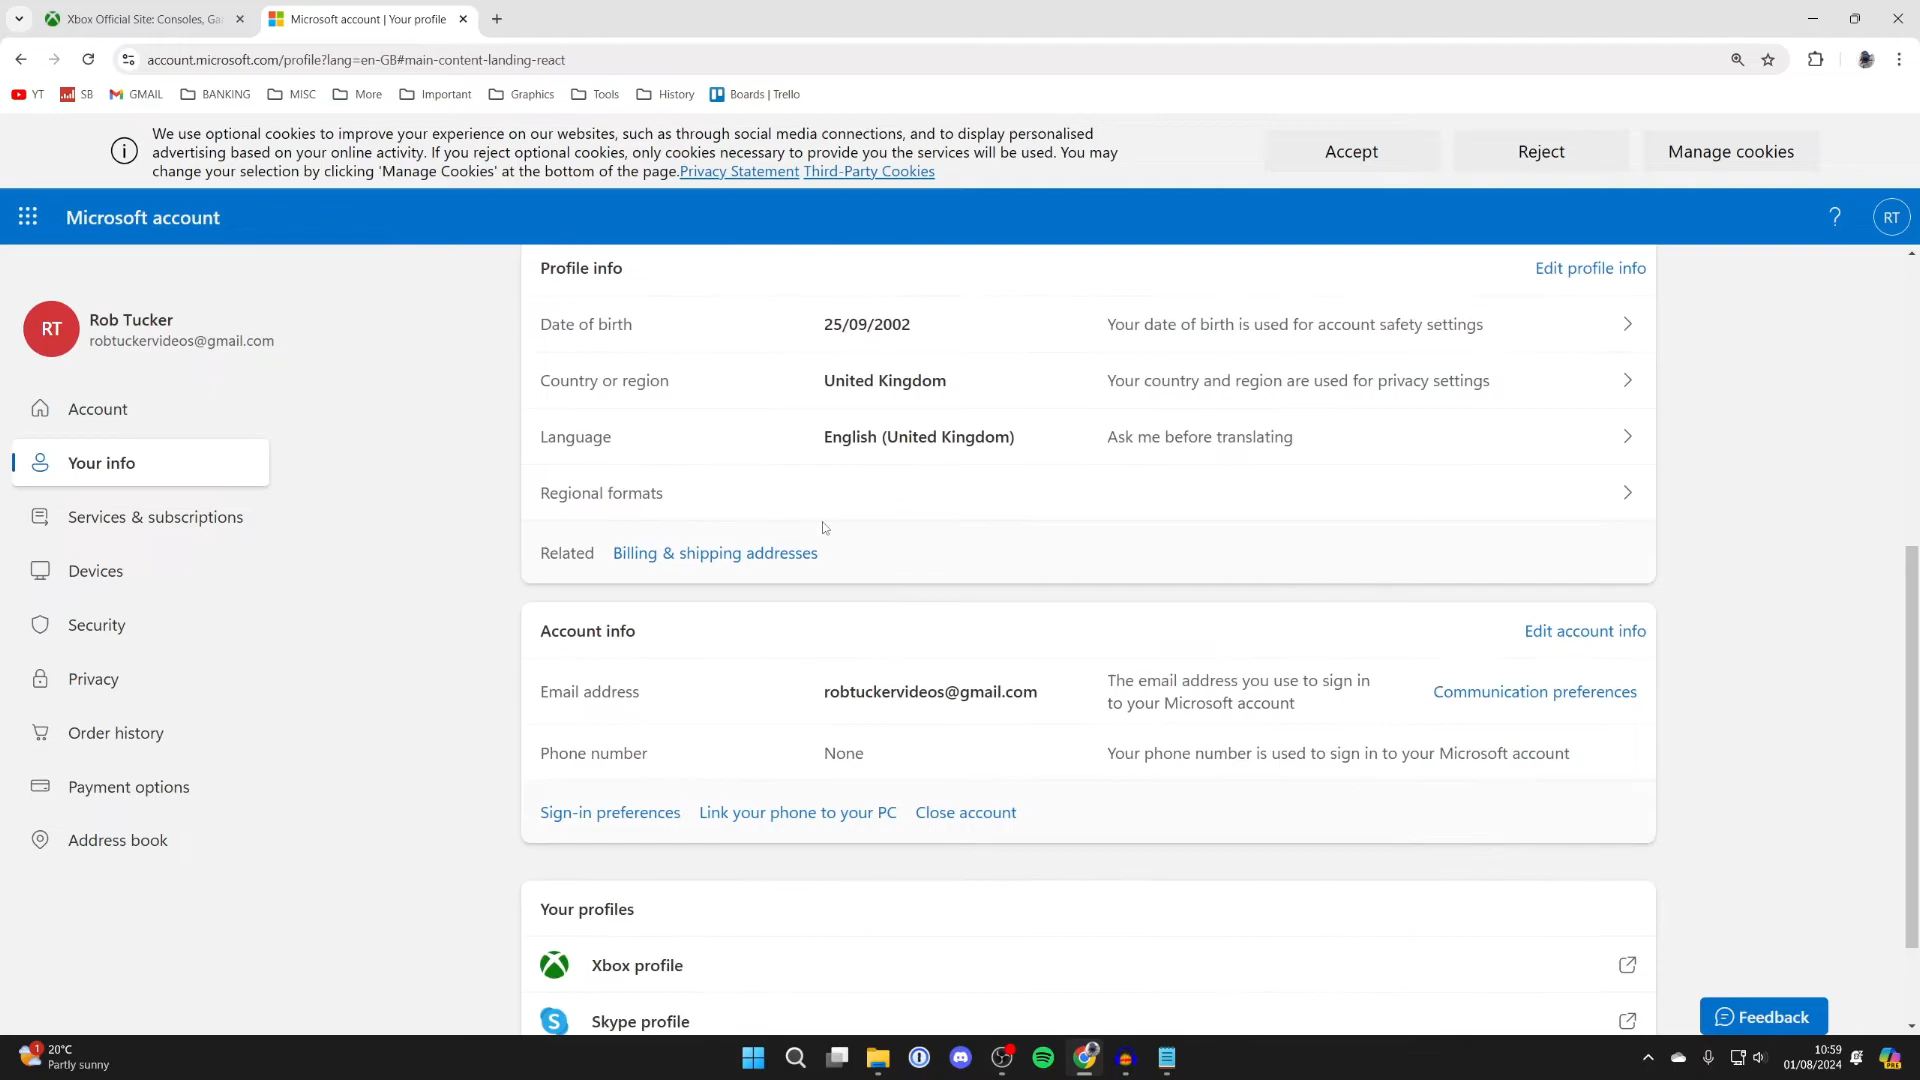 Xbox Official Site: Consoles, Ga
Microsoft account | Your profile
account.microsoft.com/profile?lang=en-GB#main-content-landing-react
YT SB GMAIL BANKING MISC More Important Graphics Tools History Boards | Trello
We use optional cookies to improve your experience on our websites, such as through social media connections, and to display personalised
advertising based on your online activity. If you reject optional cookies, only cookies necessary to provide you the services will be used. You may
change your selection by clicking 'Manage Cookies' at the bottom of the page.Privacy Statement Third-Party Cookies
Accept Reject Manage cookies
Microsoft account ? RT
RT Rob Tucker
robtuckervideos@gmail.com
Account
Your info
Services & subscriptions
Devices
Security
Privacy
Order history
Payment options
Address book
Profile info Edit profile info
Date of birth 25/09/2002 Your date of birth is used for account safety settings
Country or region United Kingdom Your country and region are used for privacy settings
Language English (United Kingdom) Ask me before translating
Regional formats
Related Billing & shipping addresses
Account info Edit account info
Email address robtuckervideos@gmail.com The email address you use to sign in
to your Microsoft account Communication preferences
Phone number None Your phone number is used to sign in to your Microsoft account
Sign-in preferences Link your phone to your PC Close account
Your profiles
Xbox profile
Skype profile
Feedback
1 20°C
Partly sunny
10:59
01/08/2024
PRE